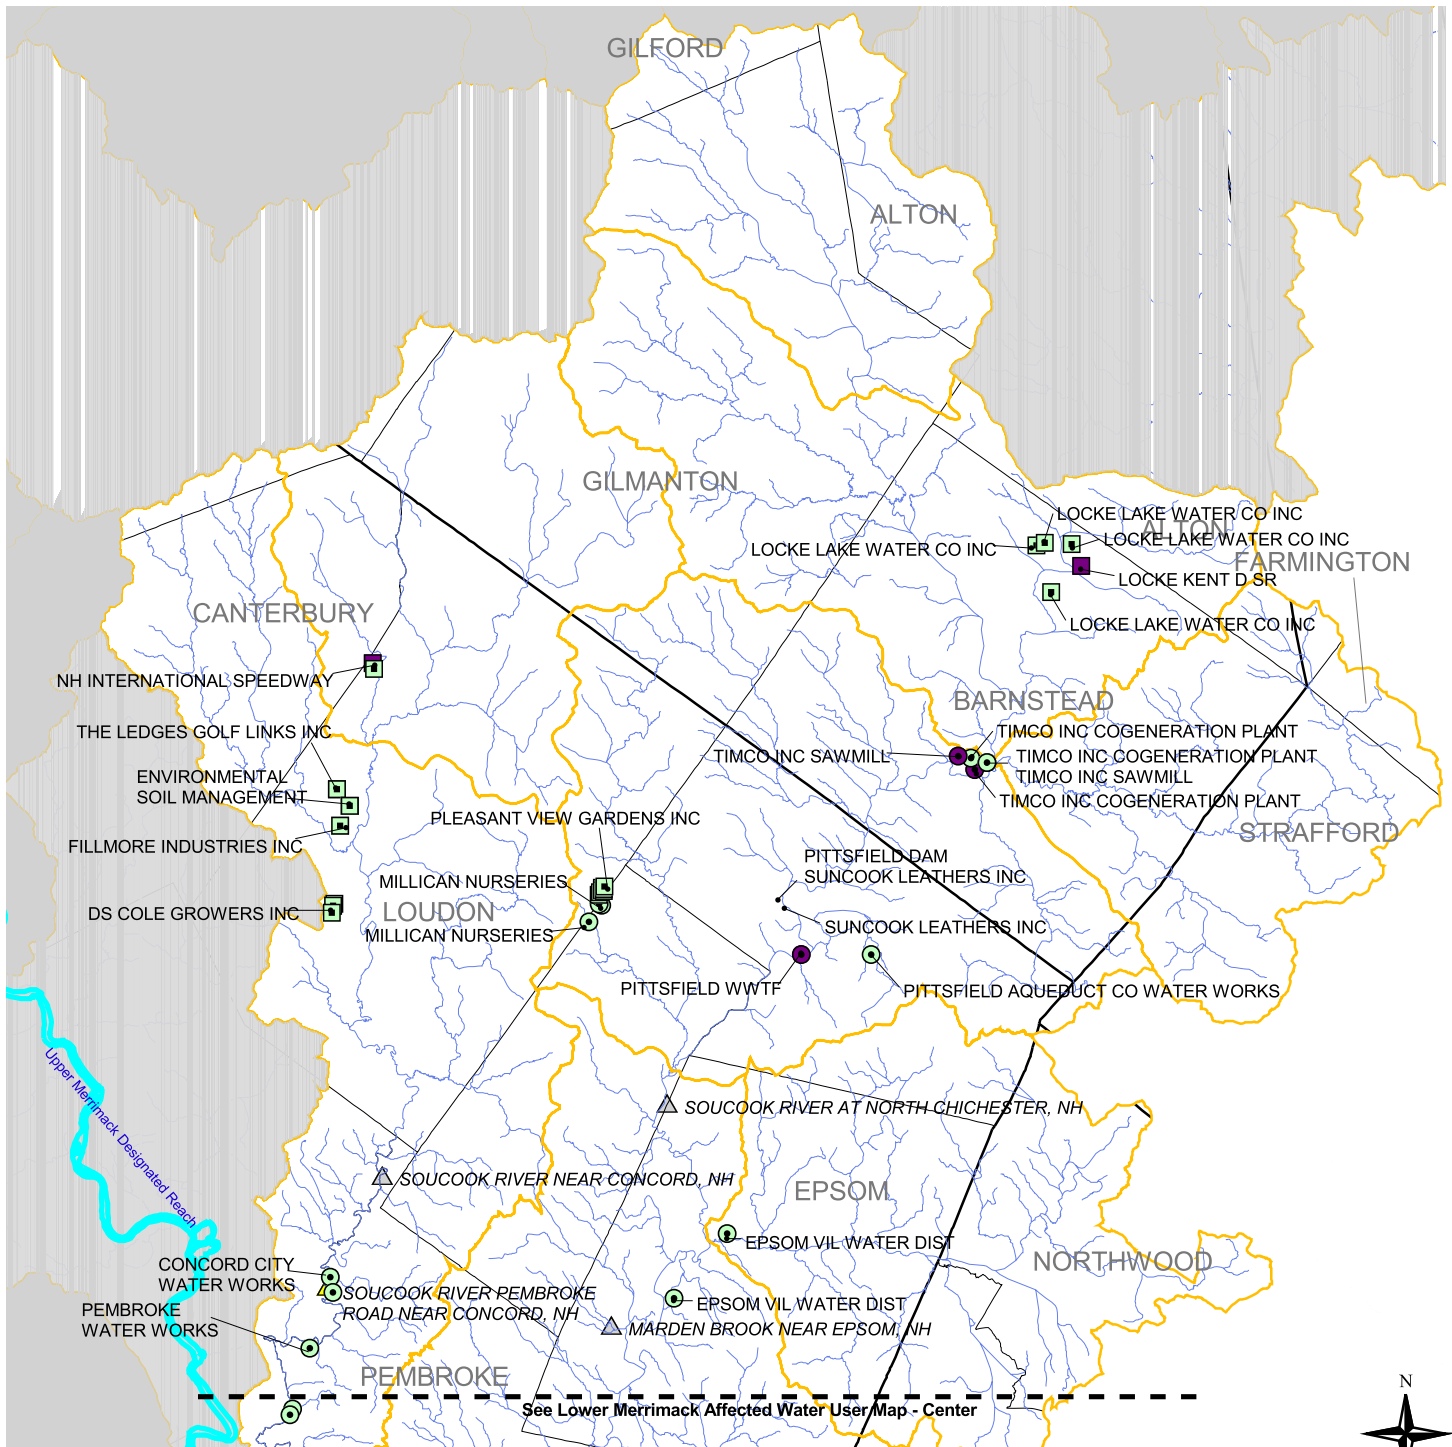 GILFORD
ALTON
GILMANTON
LOCKE LAKE WATER CO INC
ALTON
LOCKE LAKE WATER CO INC
LOCKE LAKE WATER CO INC
FARMINGTON
LOCKE KENT D SR
CANTERBURY
LOCKE LAKE WATER CO INC
NH INTERNATIONAL SPEEDWAY
BARNSTEAD
THE LEDGES GOLF LINKS INC
TIMCO INC COGENERATION PLANT
TIMCO INC SAWMILL
TIMCO INC COGENERATION PLANT
TIMCO INC SAWMILL
ENVIRONMENTAL
SOIL MANAGEMENT
TIMCO INC COGENERATION PLANT
PLEASANT VIEW GARDENS INC
STRAFFORD
FILLMORE INDUSTRIES INC
PITTSFIELD DAM
SUNCOOK LEATHERS INC
MILLICAN NURSERIES
DS COLE GROWERS INC
LOUDON
SUNCOOK LEATHERS INC
MILLICAN NURSERIES
PITTSFIELD WWTF
PITTSFIELD AQUEDUCT CO WATER WORKS
Upper Merrimack Designated Reach
SOUCOOK RIVER AT NORTH CHICHESTER, NH
SOUCOOK RIVER NEAR CONCORD, NH
EPSOM
EPSOM VIL WATER DIST
NORTHWOOD
CONCORD CITY
WATER WORKS
SOUCOOK RIVER PEMBROKE
ROAD NEAR CONCORD, NH
EPSOM VIL WATER DIST
PEMBROKE
WATER WORKS
MARDEN BROOK NEAR EPSOM, NH
PEMBROKE
N
See Lower Merrimack Affected Water User Map - Center